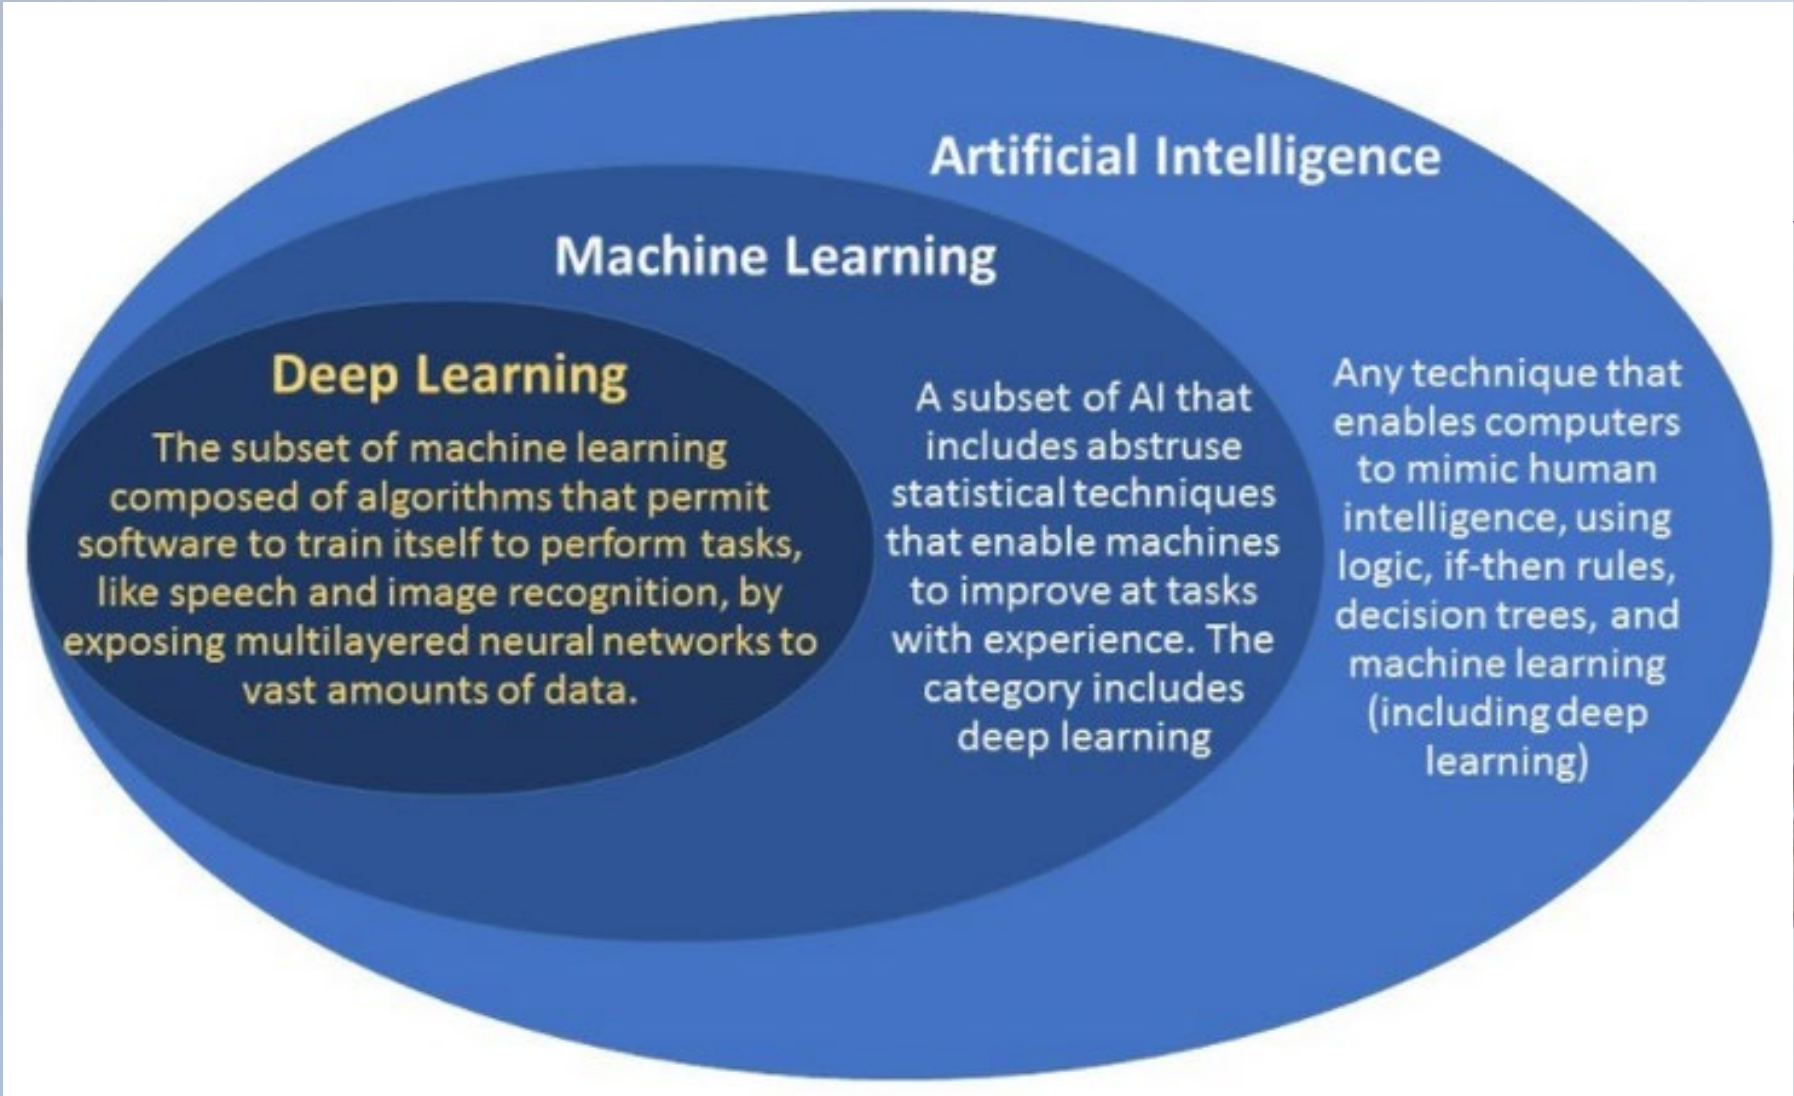 Artificial Intelligence
Machine Learning
Deep Learning
The subset of machine learning
composed of algorithms that permit
software to train itself to perform tasks,
like speech and image recognition, by
exposing multilayered neural networks to
vast amounts of data.
A subset of AI that
includes abstruse
statistical techniques
that enable machines
to improve at tasks
with experience. The
category includes
deep learning
Any technique that
enables computers
to mimic human
intelligence, using
logic, if-then rules,
decision trees, and
machine learning
(including deep
learning)